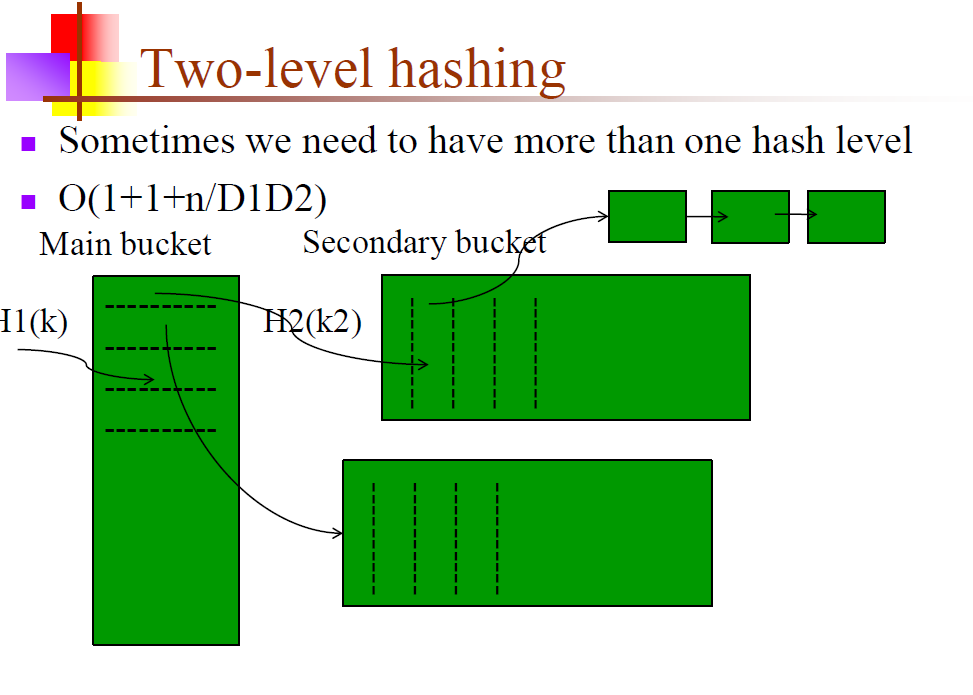 Two-level hashing
Sometimes we need to have more than one hash level
O(1+1+n/D1D2)
Main bucket
Secondary bucket
H1(k)
H2(k2)